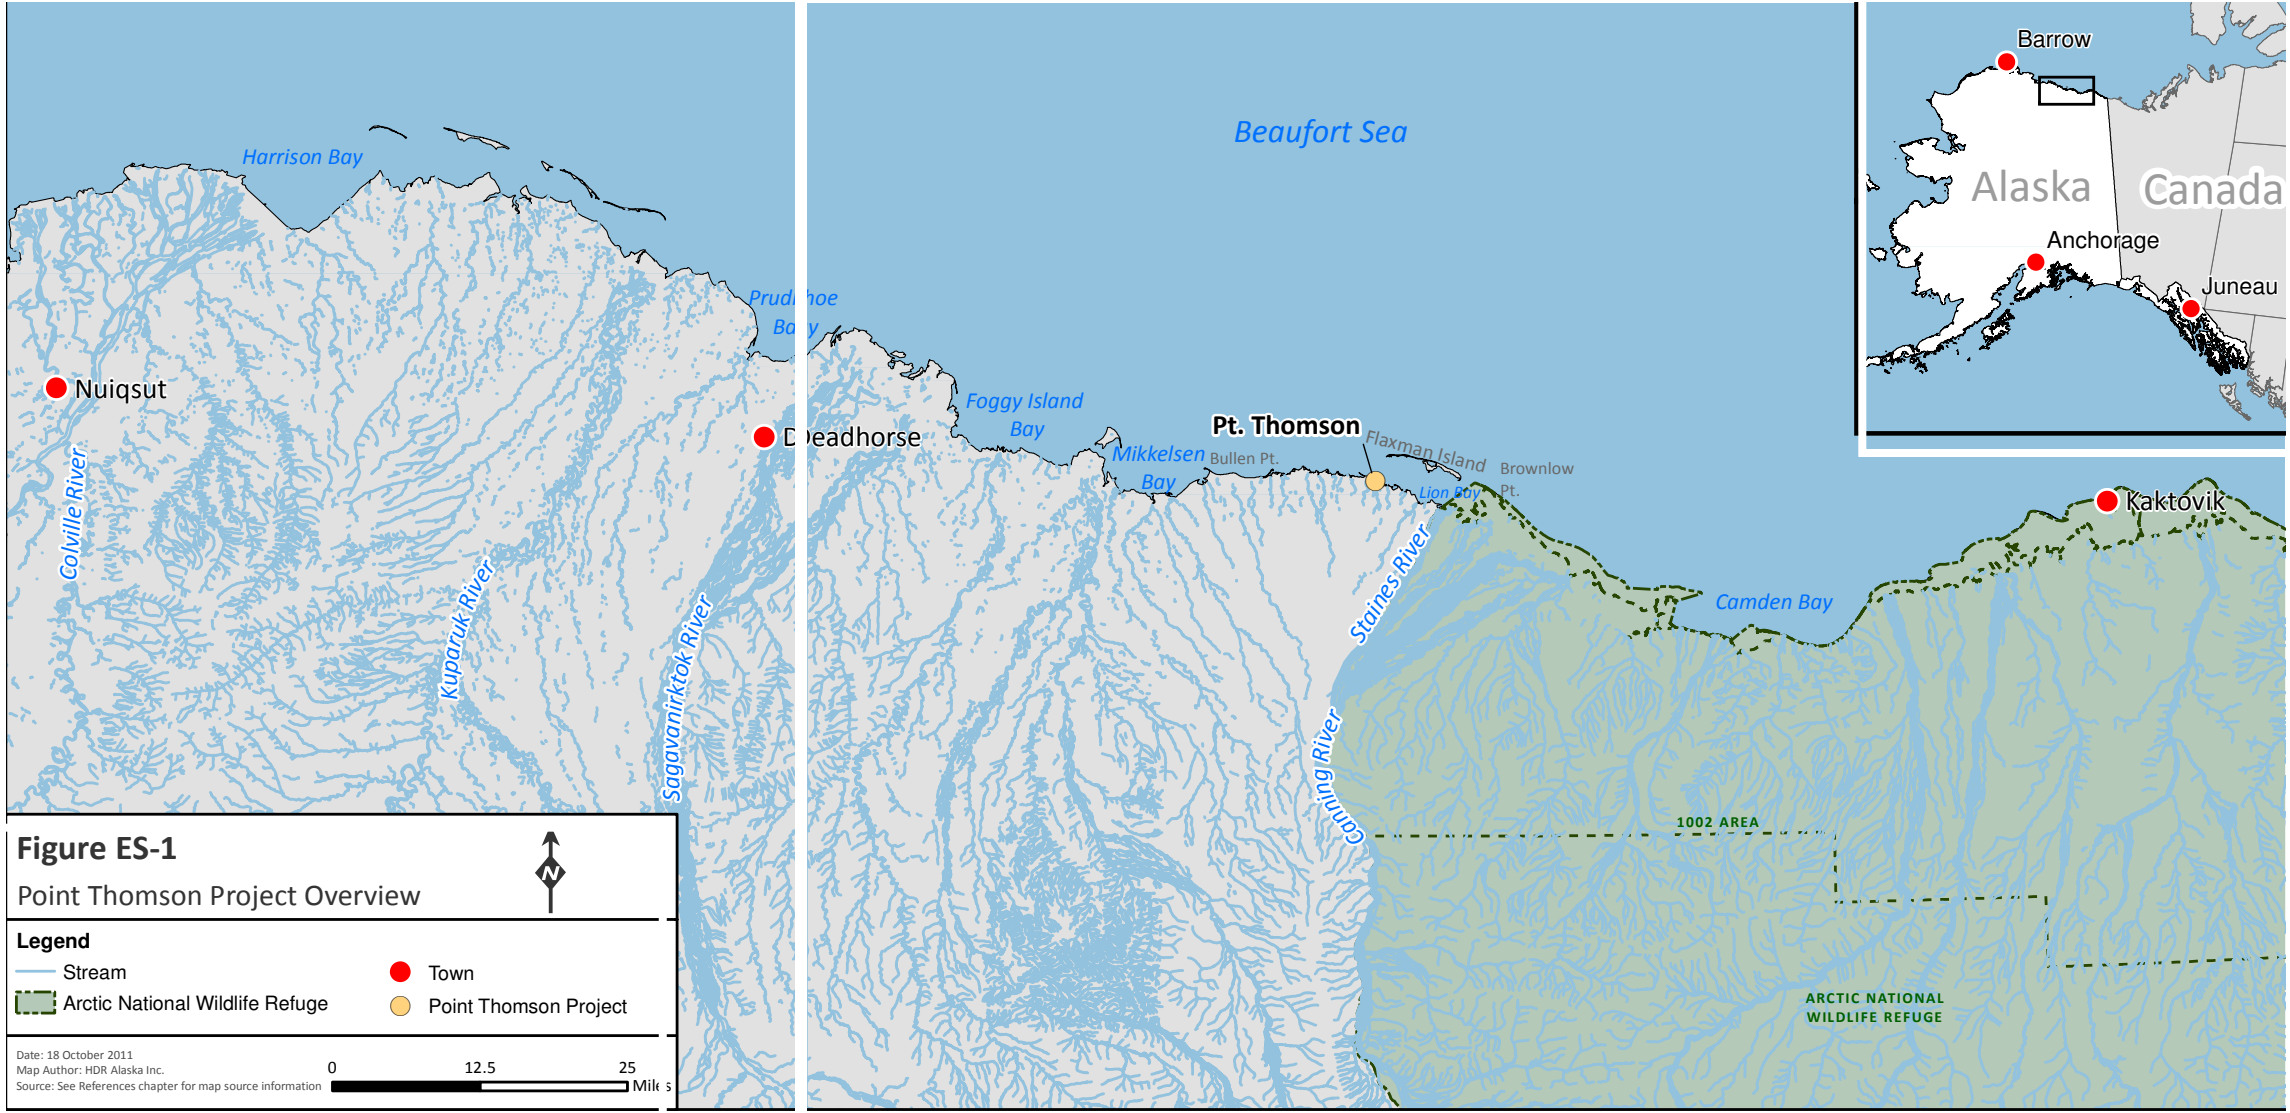 Barrow
Harrison Bay
Beaufort Sea
Alaska
Canada
Anchorage
Juneau
Prudhoe
Bay
Nuiqsut
Deadhorse
Foggy Island
Bay
Pt. Thomson
Flaxman Island
Mikkelsen
Bay
Bullen Pt.
Brownlow
Pt.
Lion Bay
Kaktovik
Colville River
Kuparuk River
Sagavanirktok River
Staines River
Camden Bay
Canning River
1002 AREA
ARCTIC NATIONAL
WILDLIFE REFUGE
Figure ES-1
N
Point Thomson Project Overview
Legend
Stream
Town
Arctic National Wildlife Refuge
Point Thomson Project
Date: 18 October 2011
Map Author: HDR Alaska Inc.
Source: See References chapter for map source information
0 12.5 25
Miles